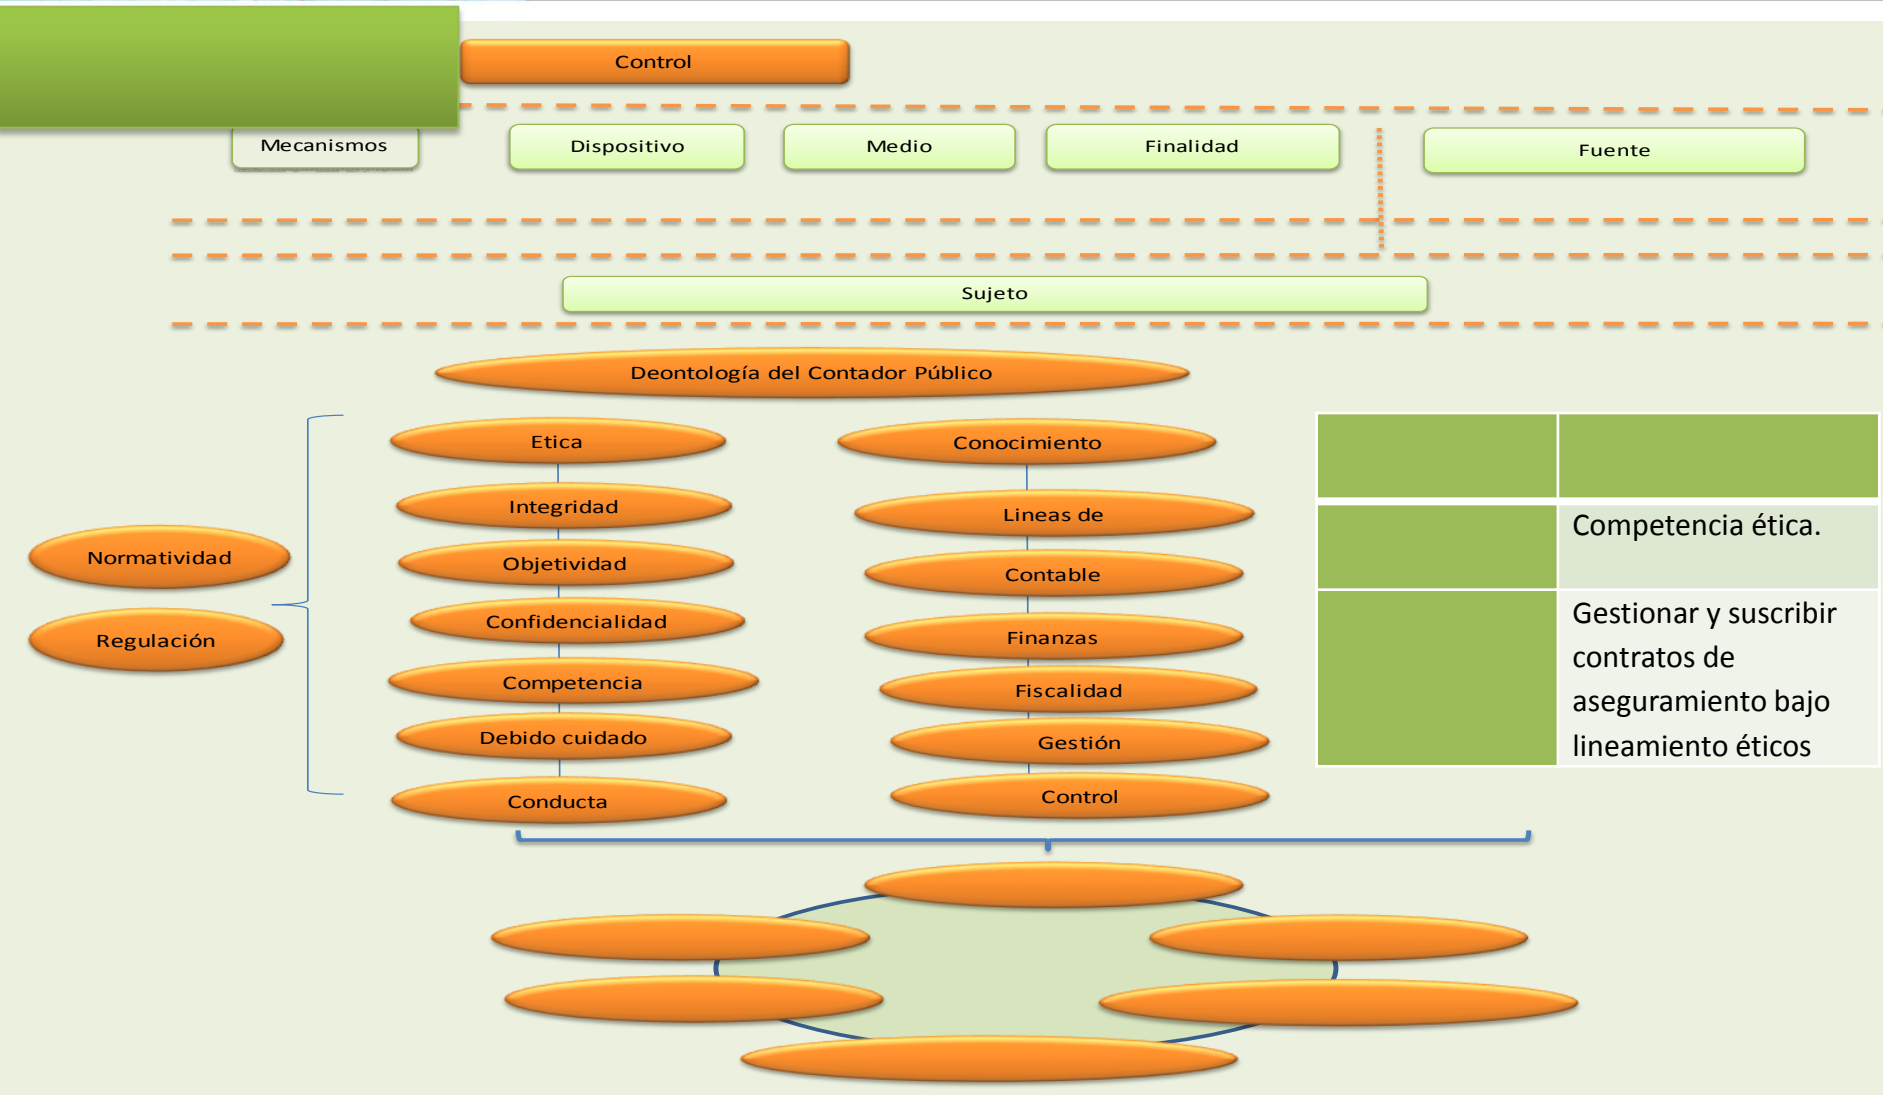 Control
Mecanismos
Dispositivo
Medio
Finalidad
Fuente
Sujeto
Deontología del Contador Público
Normatividad
Regulación
Etica
Integridad
Objetividad
Confidencialidad
Competencia
Debido cuidado
Conducta
Conocimiento
Lineas de
Contable
Finanzas
Fiscalidad
Gestión
Control
Competencia ética.
Gestionar y suscribir
contratos de
aseguramiento bajo
lineamiento éticos